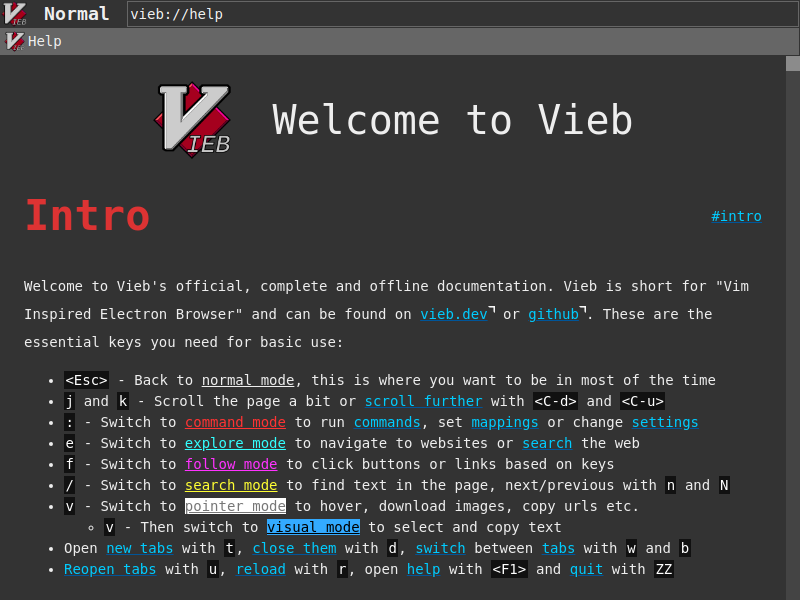 VIEB Normal vieb://help
VIEB Help
VIEB Welcome to Vieb
Intro #intro
Welcome to Vieb's official, complete and offline documentation. Vieb is short for "Vim
Inspired Electron Browser" and can be found on vieb.dev or github. These are the
essential keys you need for basic use:
• <Esc> - Back to normal mode, this is where you want to be in most of the time
• j and k - Scroll the page a bit or scroll further with <C-d> and <C-u>
• : - Switch to command mode to run commands, set mappings or change settings
• e - Switch to explore mode to navigate to websites or search the web
• f - Switch to follow mode to click buttons or links based on keys
• / - Switch to search mode to find text in the page, next/previous with n and N
• v - Switch to pointer mode to hover, download images, copy urls etc.
◦ v - Then switch to visual mode to select and copy text
• Open new tabs with t, close them with d, switch between tabs with w and b
• Reopen tabs with u, reload with r, open help with <F1> and quit with ZZ